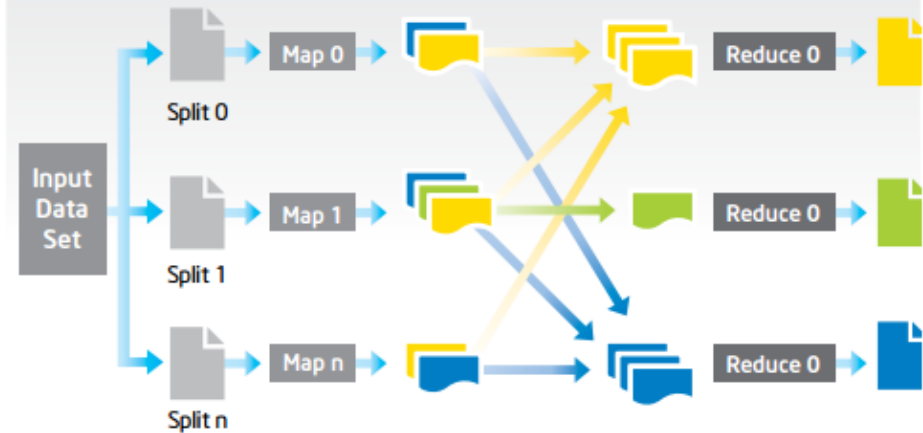 Map 0
Reduce 0
Split 0
Input
Data
Set
Map 1
Reduce 0
Split 1
Map n
Reduce 0
Split n